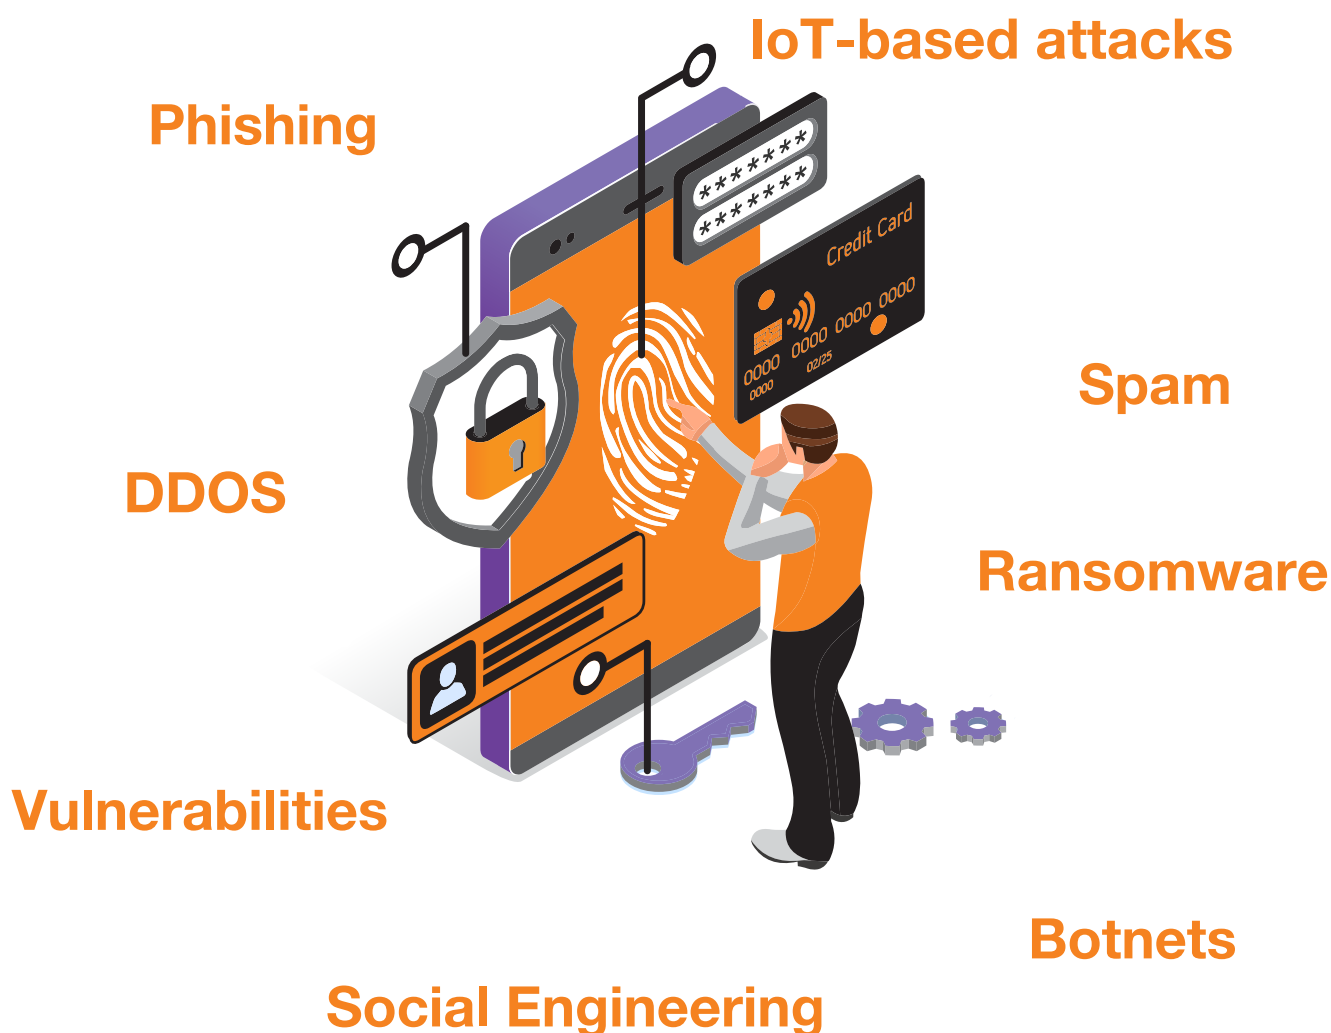 IoT-based attacks
Phishing
*******
*******
Credit Card
0000 0000 0000 0000
0000 02/25
Spam
DDOS
Ransomware
Vulnerabilities
Botnets
Social Engineering